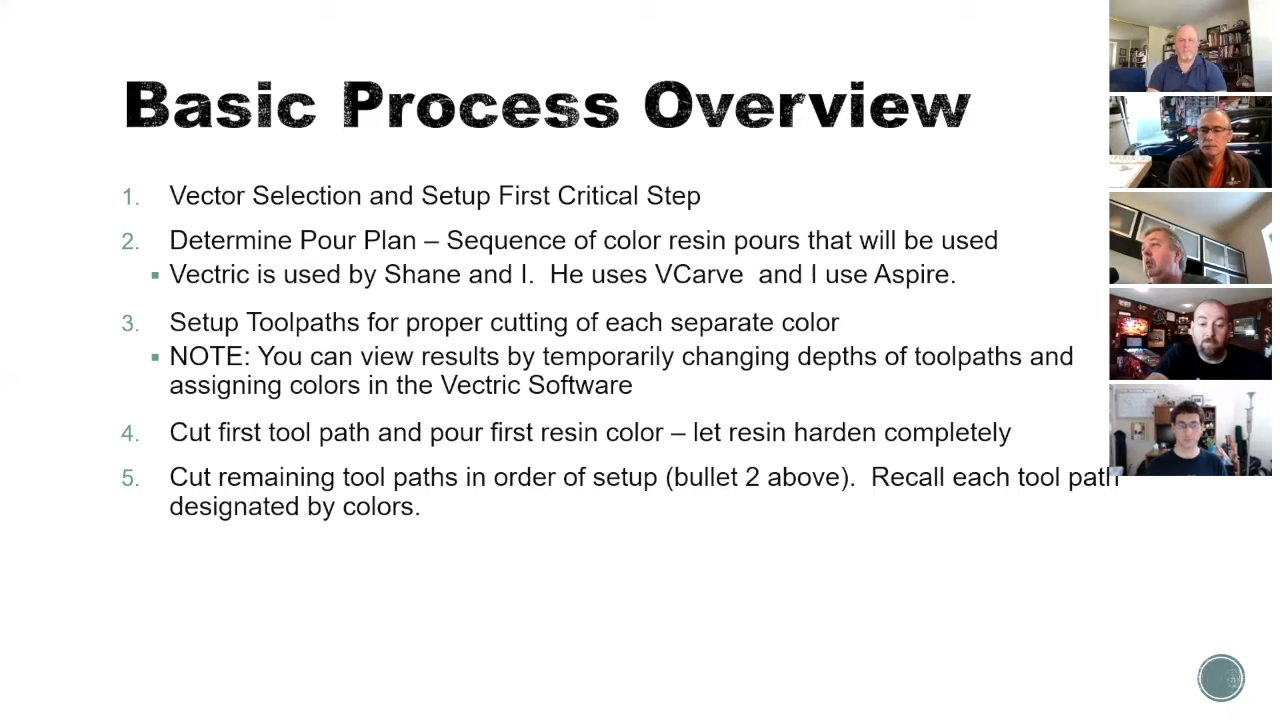 Basic Process Overview
1. Vector Selection and Setup First Critical Step
2. Determine Pour Plan – Sequence of color resin pours that will be used
▪ Vectric is used by Shane and I.  He uses VCarve  and I use Aspire.
3. Setup Toolpaths for proper cutting of each separate color
▪ NOTE: You can view results by temporarily changing depths of toolpaths and
assigning colors in the Vectric Software
4. Cut first tool path and pour first resin color – let resin harden completely
5. Cut remaining tool paths in order of setup (bullet 2 above).  Recall each tool path
designated by colors.